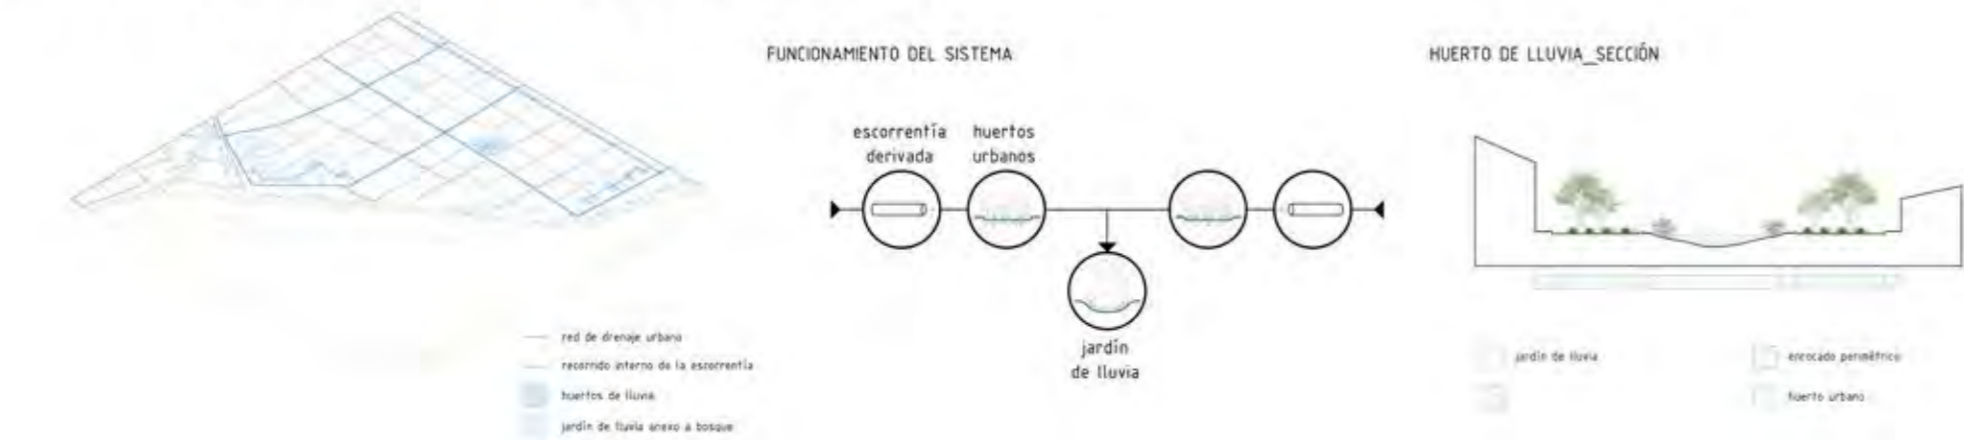 FUNCIONAMIENTO DEL SISTEMA
HUERTO DE LLUVIA_SECCIÓN
escorrentía
derivada
huertos
urbanos
jardín
de lluvia
red de drenaje urbano
recorrido interno de la escorrentía
huertos de lluvia
jardín de lluvia anexo a bosque
jardín de lluvia
enrocado perimétrico
huerto urbano